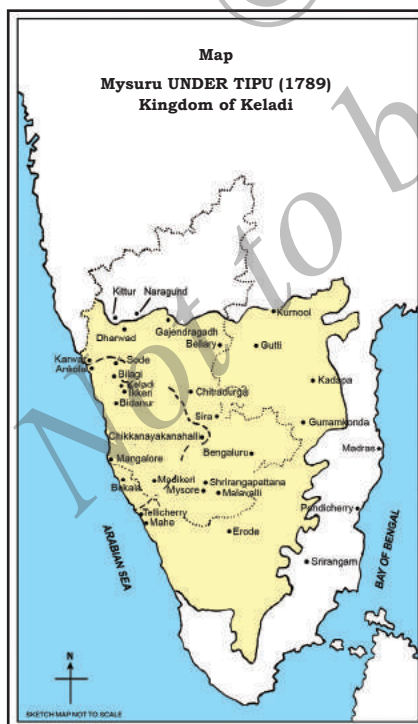 Map
Mysuru UNDER TIPU (1789)
Kingdom of Keladi
Kittur
Naragund
Kurnool
Dharwad
Gajendragadh
Bellary
Gutti
Karwar
Ankola
Sode
Bilagi
Keladi
Ikkeri
Bidanur
Chitradurga
Kadapa
Sira
Gurramkonda
Chikkanayakanahalli
Bengaluru
Madras
Mangalore
Bekala
Madikeri
Shrirangapattana
Mysore
Malavalli
Pondicherry
Tellicherry
Mahe
Erode
Srirangam
ARABIAN SEA
BAY OF BENGAL
N
SKETCH MAP NOT TO SCALE
Not to b
©